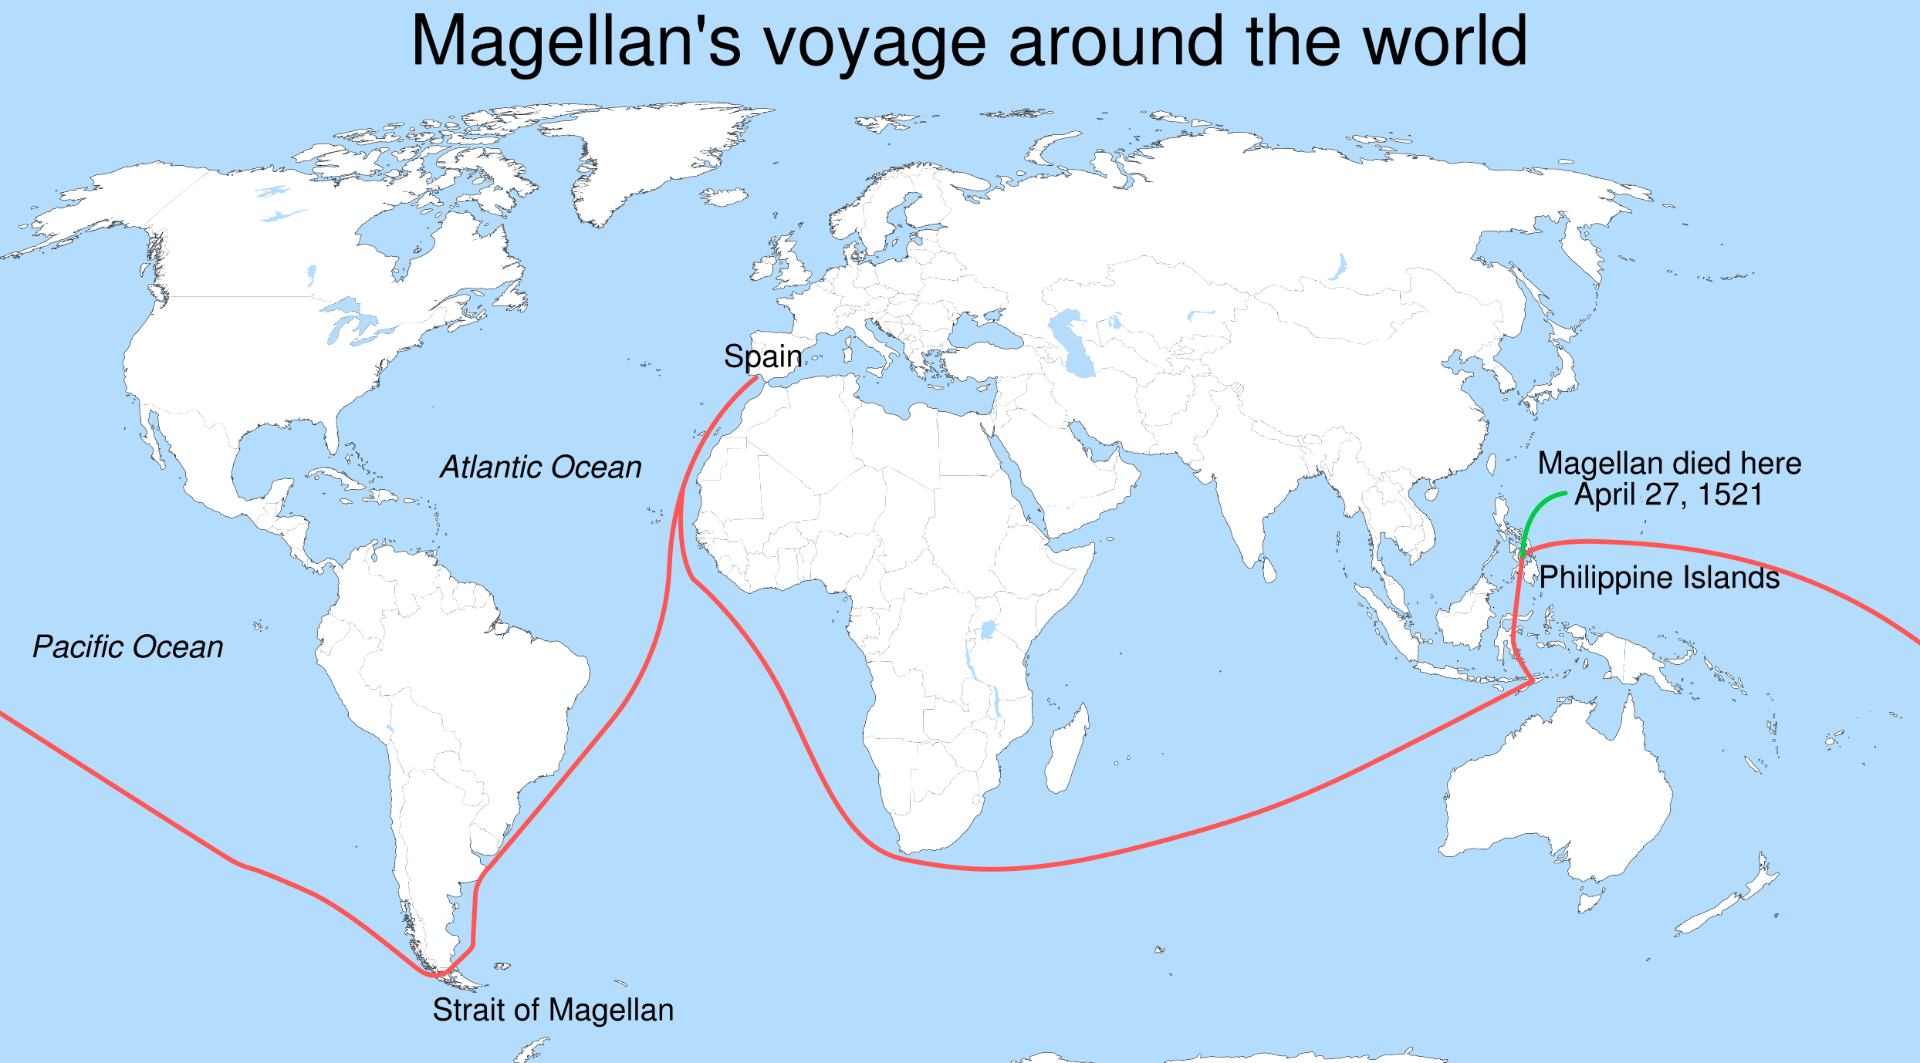 Magellan's voyage around the world
Spain
Atlantic Ocean
Magellan died here
April 27, 1521
Philippine Islands
Pacific Ocean
Strait of Magellan